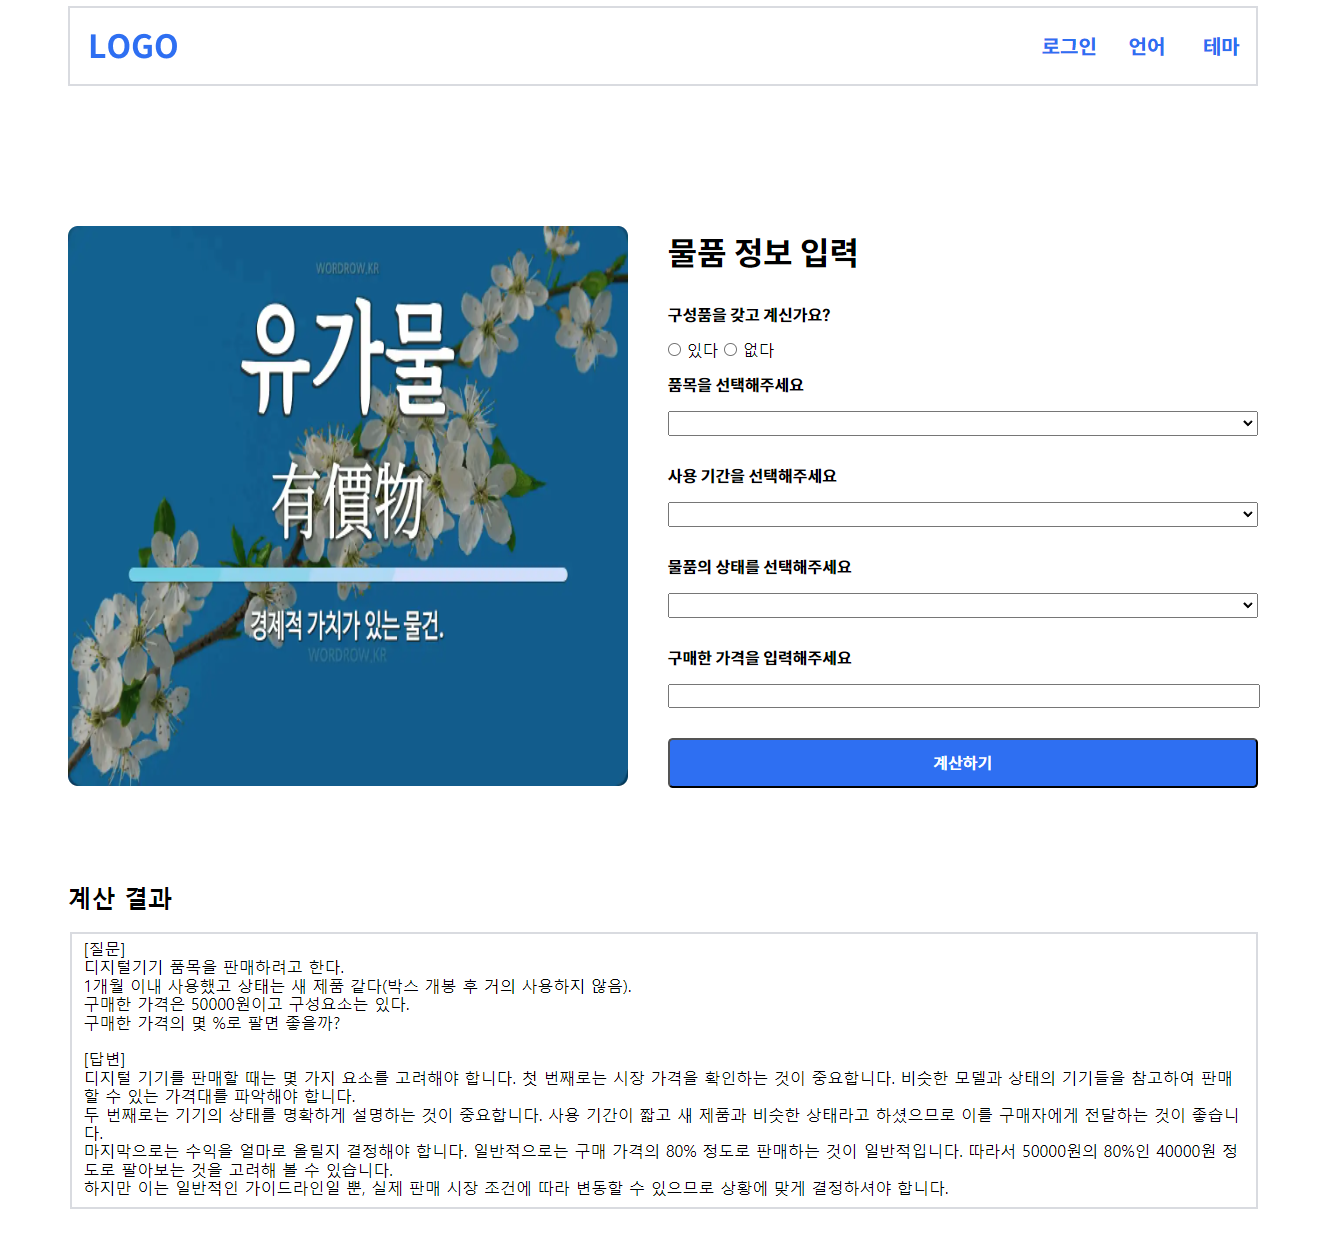 LOGO
로그인 언어 테마
WORDROW.KR
유가물
有價物
경제적 가치가 있는 물건.
WORDROW.KR
물품 정보 입력
구성품을 갖고 계신가요?
있다 없다
품목을 선택해주세요
사용 기간을 선택해주세요
물품의 상태를 선택해주세요
구매한 가격을 입력해주세요
계산하기
계산 결과
[질문]
디지털기기 품목을 판매하려고 한다.
1개월 이내 사용했고 상태는 새 제품 같다(박스 개봉 후 거의 사용하지 않음).
구매한 가격은 50000원이고 구성요소는 있다.
구매한 가격의 몇 %로 팔면 좋을까?
[답변]
디지털 기기를 판매할 때는 몇 가지 요소를 고려해야 합니다. 첫 번째로는 시장 가격을 확인하는 것이 중요합니다. 비슷한 모델과 상태의 기기들을 참고하여 판매
할 수 있는 가격대를 파악해야 합니다.
두 번째로는 기기의 상태를 명확하게 설명하는 것이 중요합니다. 사용 기간이 짧고 새 제품과 비슷한 상태라고 하셨으므로 이를 구매자에게 전달하는 것이 좋습니
다.
마지막으로는 수익을 얼마로 올릴지 결정해야 합니다. 일반적으로는 구매 가격의 80% 정도로 판매하는 것이 일반적입니다. 따라서 50000원의 80%인 40000원 정
도로 팔아보는 것을 고려해 볼 수 있습니다.
하지만 이는 일반적인 가이드라인일 뿐, 실제 판매 시장 조건에 따라 변동할 수 있으므로 상황에 맞게 결정하셔야 합니다.